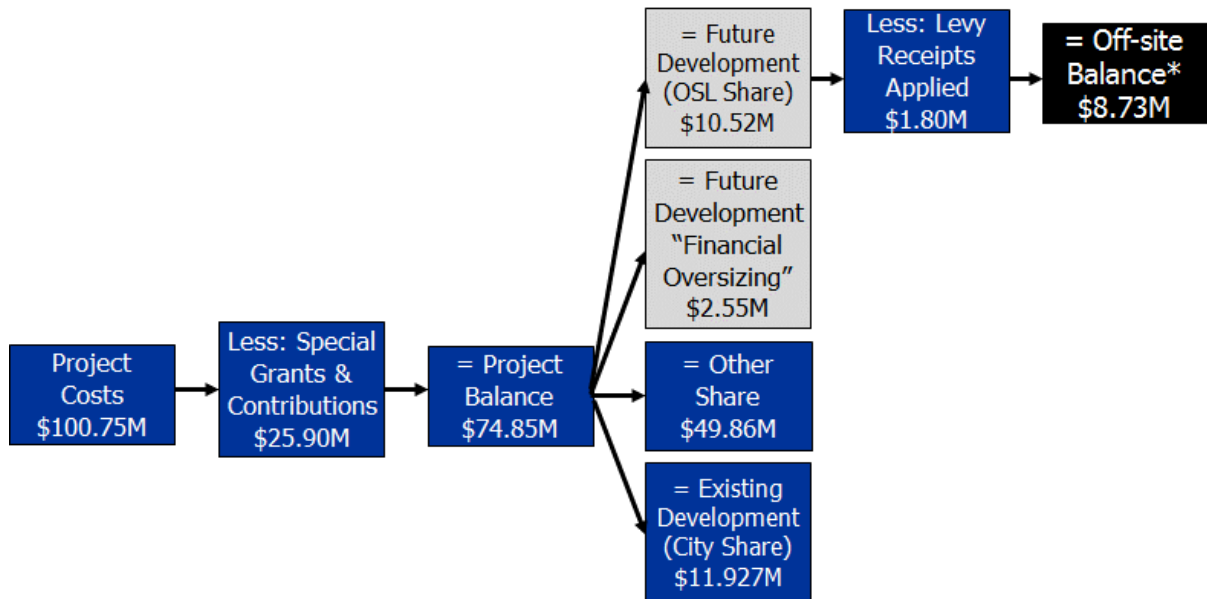 Project
Costs
$100.75M
Less: Special
Grants &
Contributions
$25.90M
= Project
Balance
$74.85M
= Future
Development
(OSL Share)
$10.52M
Less: Levy
Receipts
Applied
$1.80M
= Off-site
Balance*
$8.73M
= Future
Development
“Financial
Oversizing”
$2.55M
= Other
Share
$49.86M
= Existing
Development
(City Share)
$11.927M